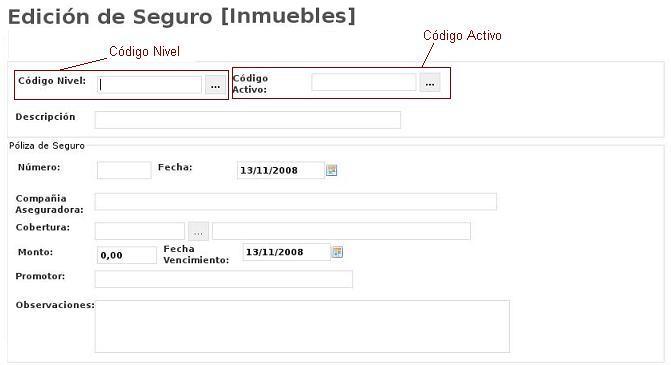 Edición de Seguro [Inmuebles]
Código Nivel
Código Activo
Código Nivel:
...
Código
Activo:
...
Descripción
Póliza de Seguro
Número:
Fecha:
13/11/2008
Compañia
Aseguradora:
Cobertura:
...
Monto:
0,00
Fecha
Vencimiento:
13/11/2008
Promotor:
Observaciones: